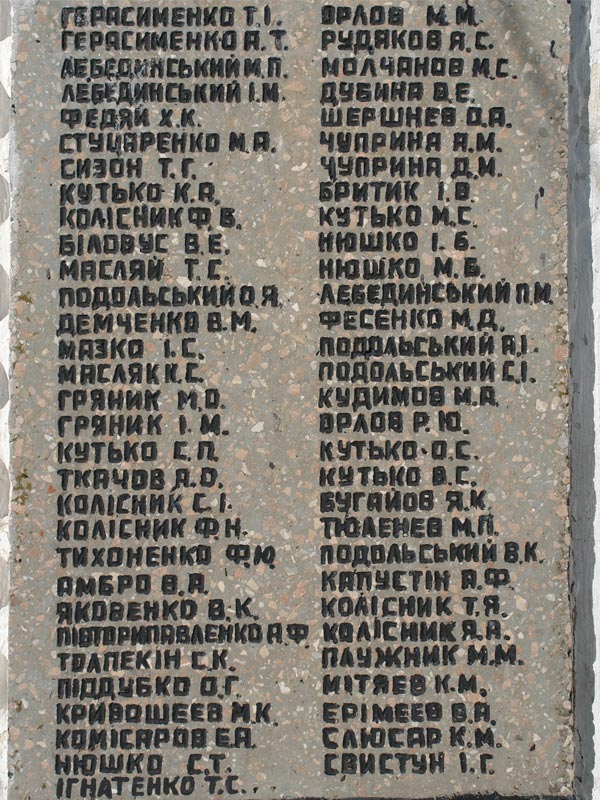 ГЕРАСИМЕНКО Т.І.
ГЕРАСИМЕНКО А.Т.
ЛЕБЕДИНСЬКИЙ М.П.
ЛЕБЕДИНСЬКИЙ І.М.
ФЕДЯЙ Х.К.
СТУЦАРЕНКО М.А.
СИЗОН Т.Г.
КУТЬКО К.А.
КОЛІСНИК Ф.Б.
БІЛОВУС В.Е.
МАСЛЯЙ Т.С.
ПОДОЛЬСЬКИЙ О.Я.
ДЕМЧЕНКО В.М.
МАЗКО І.С.
МАСЛЯК К.С.
ГРЯНИК М.О.
ГРЯНИК І.М.
КУТЬКО С.П.
ТКАЧОВ А.О.
КОЛІСНИК С.І.
КОЛІСНИК Ф.Н.
ТИХОНЕНКО Ф.Ю.
АМБРО В.А.
ЯКОВЕНКО В.К.
ПІВТОРИПАВЛЕНКО А.Ф
ТОЛПЕКІН С.К.
ПІДДУБКО О.Г.
КРИВОШЕЕВ М.К.
КОМІСАРОВ Е.А.
НЮШКО С.Т.
ІГНАТЕНКО Т.С.
ОРЛОВ М.М.
РУДЯКОВ Я.С.
МОЛЧАНОВ М.С.
ДУБИНА В.Е.
ШЕРШНЕВ О.А.
ЧУПРИНА Я.М.
ЧУПРИНА Д.М.
БРИТИК І.В.
КУТЬКО М.С.
НЮШКО І.Б.
НЮШКО М.Б.
ЛЕБЕДИНСЬКИЙ П.М.
ФЕСЕНКО М.Д.
ПОДОЛЬСЬКИЙ А.І.
ПОДОЛЬСЬКИЙ С.І.
КУДИМОВ М.А.
ОРЛОВ Р.Ю.
КУТЬКО О.С.
КУТЬКО В.С.
БУГАЙОВ Я.К.
ТЮЛЕНЕВ М.П.
ПОДОЛЬСЬКИЙ В.К.
КАПУСТІН А.Ф.
КОЛІСНИК Т.Я.
КОЛІСНИК Я.А.
ПЛУЖНИК М.М.
МІТЯЕВ К.М.
ЕРІМЕЕВ В.А.
СЛЮСАР К.М.
СВИСТУН І.Г.